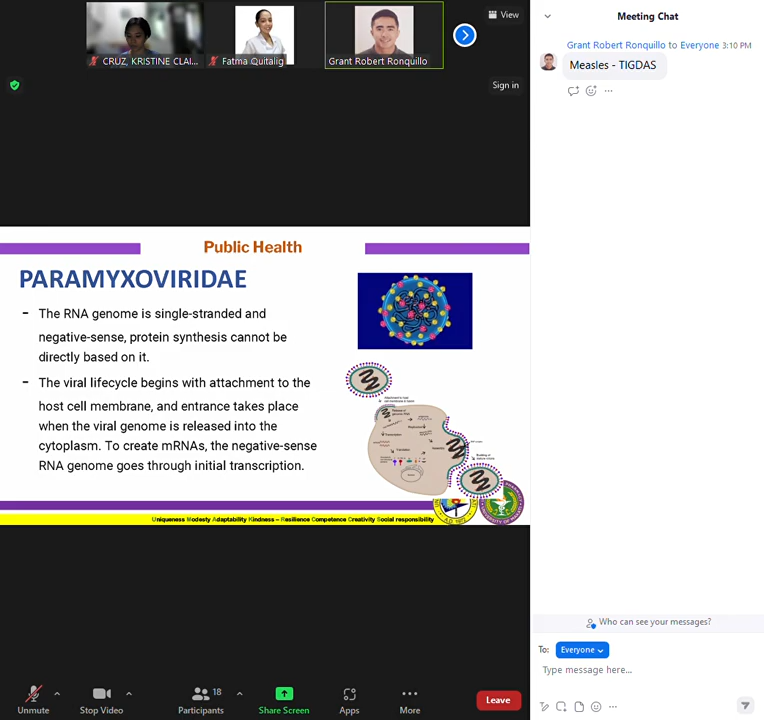 View
CRUZ, KRISTINE CLAI...
Fatma Quitalig
Grant Robert Ronquillo
Sign in
Public Health
PARAMYXOVIRIDAE
- The RNA genome is single-stranded and
negative-sense, protein synthesis cannot be
directly based on it.
- The viral lifecycle begins with attachment to the
host cell membrane, and entrance takes place
when the viral genome is released into the
cytoplasm. To create mRNAs, the negative-sense
RNA genome goes through initial transcription.
Uniqueness Modesty Adaptability Kindness – Resilience Competence Creativity Social responsibility
Unmute
Stop Video
Participants
18
Share Screen
Apps
More
Leave
Meeting Chat
Grant Robert Ronquillo to Everyone 3:10 PM
Measles - TIGDAS
Who can see your messages?
To: Everyone
Type message here...